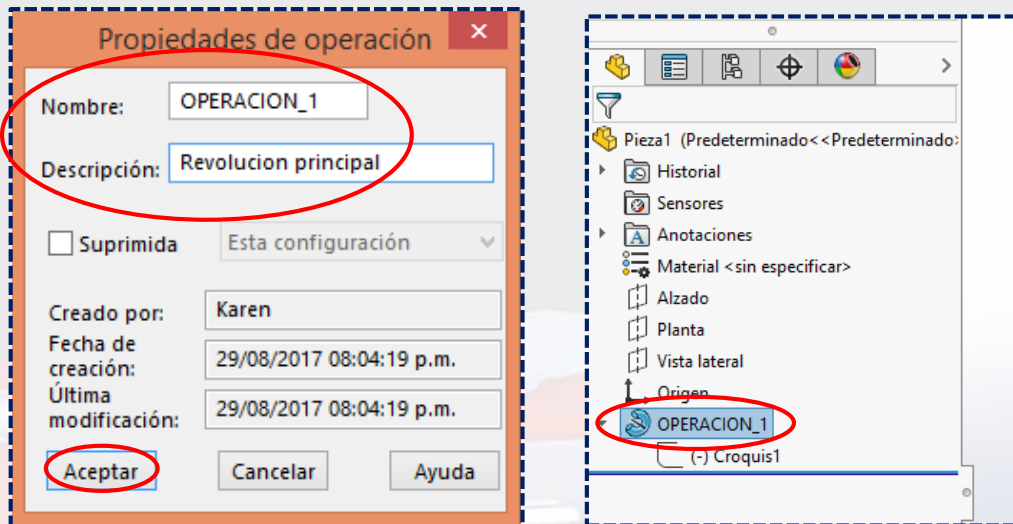 Propiedades de operación
Nombre: OPERACION_1
Descripción: Revolucion principal
Suprimida Esta configuración
Creado por: Karen
Fecha de
creación: 29/08/2017 08:04:19 p.m.
Última
modificación: 29/08/2017 08:04:19 p.m.
Aceptar Cancelar Ayuda
Pieza1 (Predeterminado<<Predeterminado>
Historial
Sensores
A Anotaciones
Material <sin especificar>
Alzado
Planta
Vista lateral
Origen
OPERACION_1
(-) Croquis1